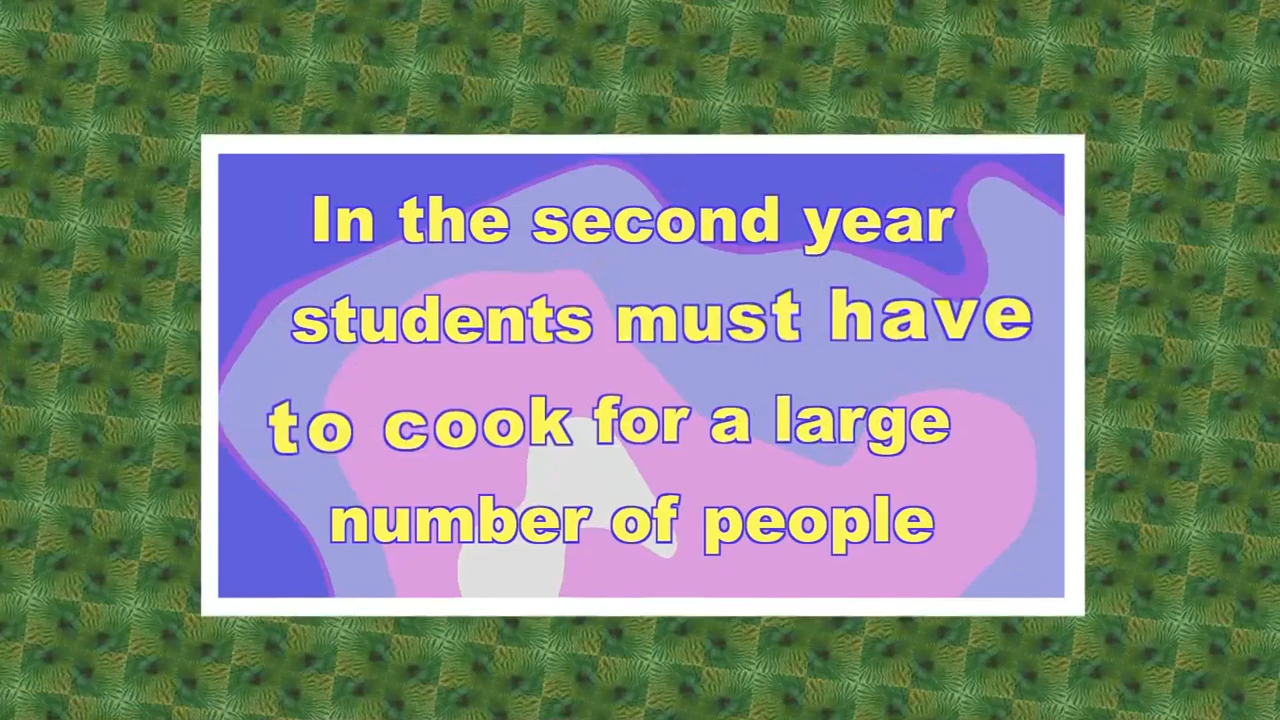 In the second year
students must have
to cook for a large
number of people